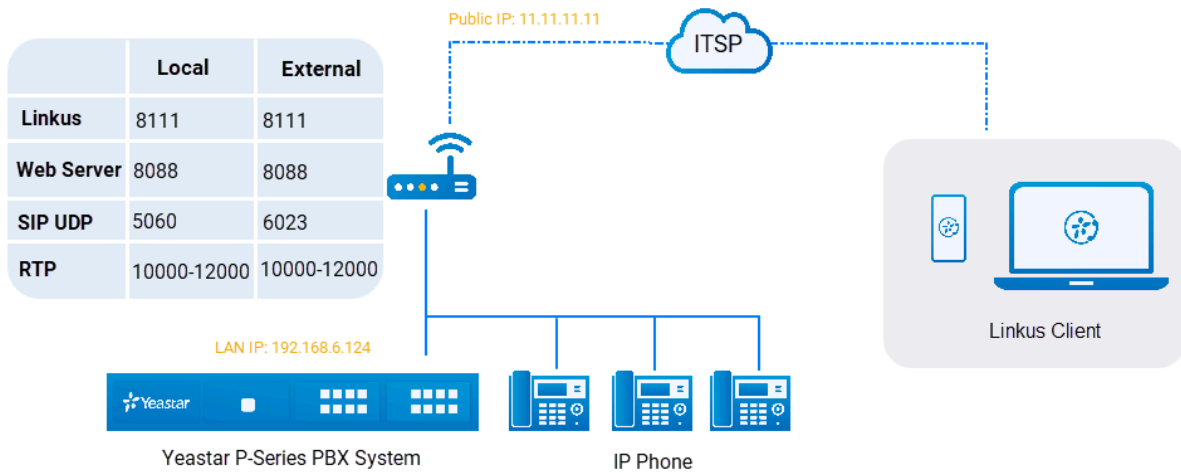 Public IP: 11.11.11.11
ITSP
Local External
Linkus 8111 8111
Web Server 8088 8088
SIP UDP 5060 6023
RTP 10000-12000 10000-12000
Linkus Client
LAN IP: 192.168.6.124
Yeastar
Yeastar P-Series PBX System
IP Phone